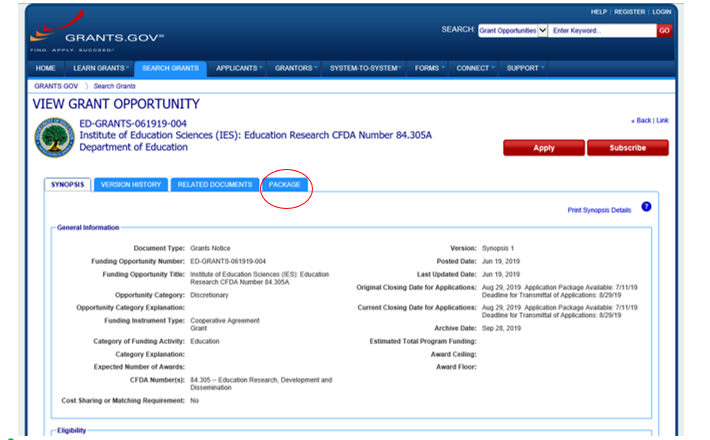 HELP | REGISTER | LOGIN
GRANTS.GOV℠
FIND. APPLY. SUCCEED.℠
SEARCH: Grant Opportunities Enter Keyword... GO
HOME LEARN GRANTS SEARCH GRANTS APPLICANTS GRANTORS SYSTEM-TO-SYSTEM FORMS CONNECT SUPPORT
GRANTS.GOV 〉 Search Grants
VIEW GRANT OPPORTUNITY
ED-GRANTS-061919-004
Institute of Education Sciences (IES): Education Research CFDA Number 84.305A
Department of Education
« Back | Link
Apply Subscribe
SYNOPSIS VERSION HISTORY RELATED DOCUMENTS PACKAGE
Print Synopsis Details ?
General Information
Document Type: Grants Notice
Funding Opportunity Number: ED-GRANTS-061919-004
Funding Opportunity Title: Institute of Education Sciences (IES): Education
Research CFDA Number 84.305A
Opportunity Category: Discretionary
Opportunity Category Explanation:
Funding Instrument Type: Cooperative Agreement
Grant
Category of Funding Activity: Education
Category Explanation:
Expected Number of Awards:
CFDA Number(s): 84.305 -- Education Research, Development and
Dissemination
Cost Sharing or Matching Requirement: No
Version: Synopsis 1
Posted Date: Jun 19, 2019
Last Updated Date: Jun 19, 2019
Original Closing Date for Applications: Aug 29, 2019 Application Package Available: 7/11/19
Deadline for Transmittal of Applications: 8/29/19
Current Closing Date for Applications: Aug 29, 2019 Application Package Available: 7/11/19
Deadline for Transmittal of Applications: 8/29/19
Archive Date: Sep 28, 2019
Estimated Total Program Funding:
Award Ceiling:
Award Floor:
Eligibility